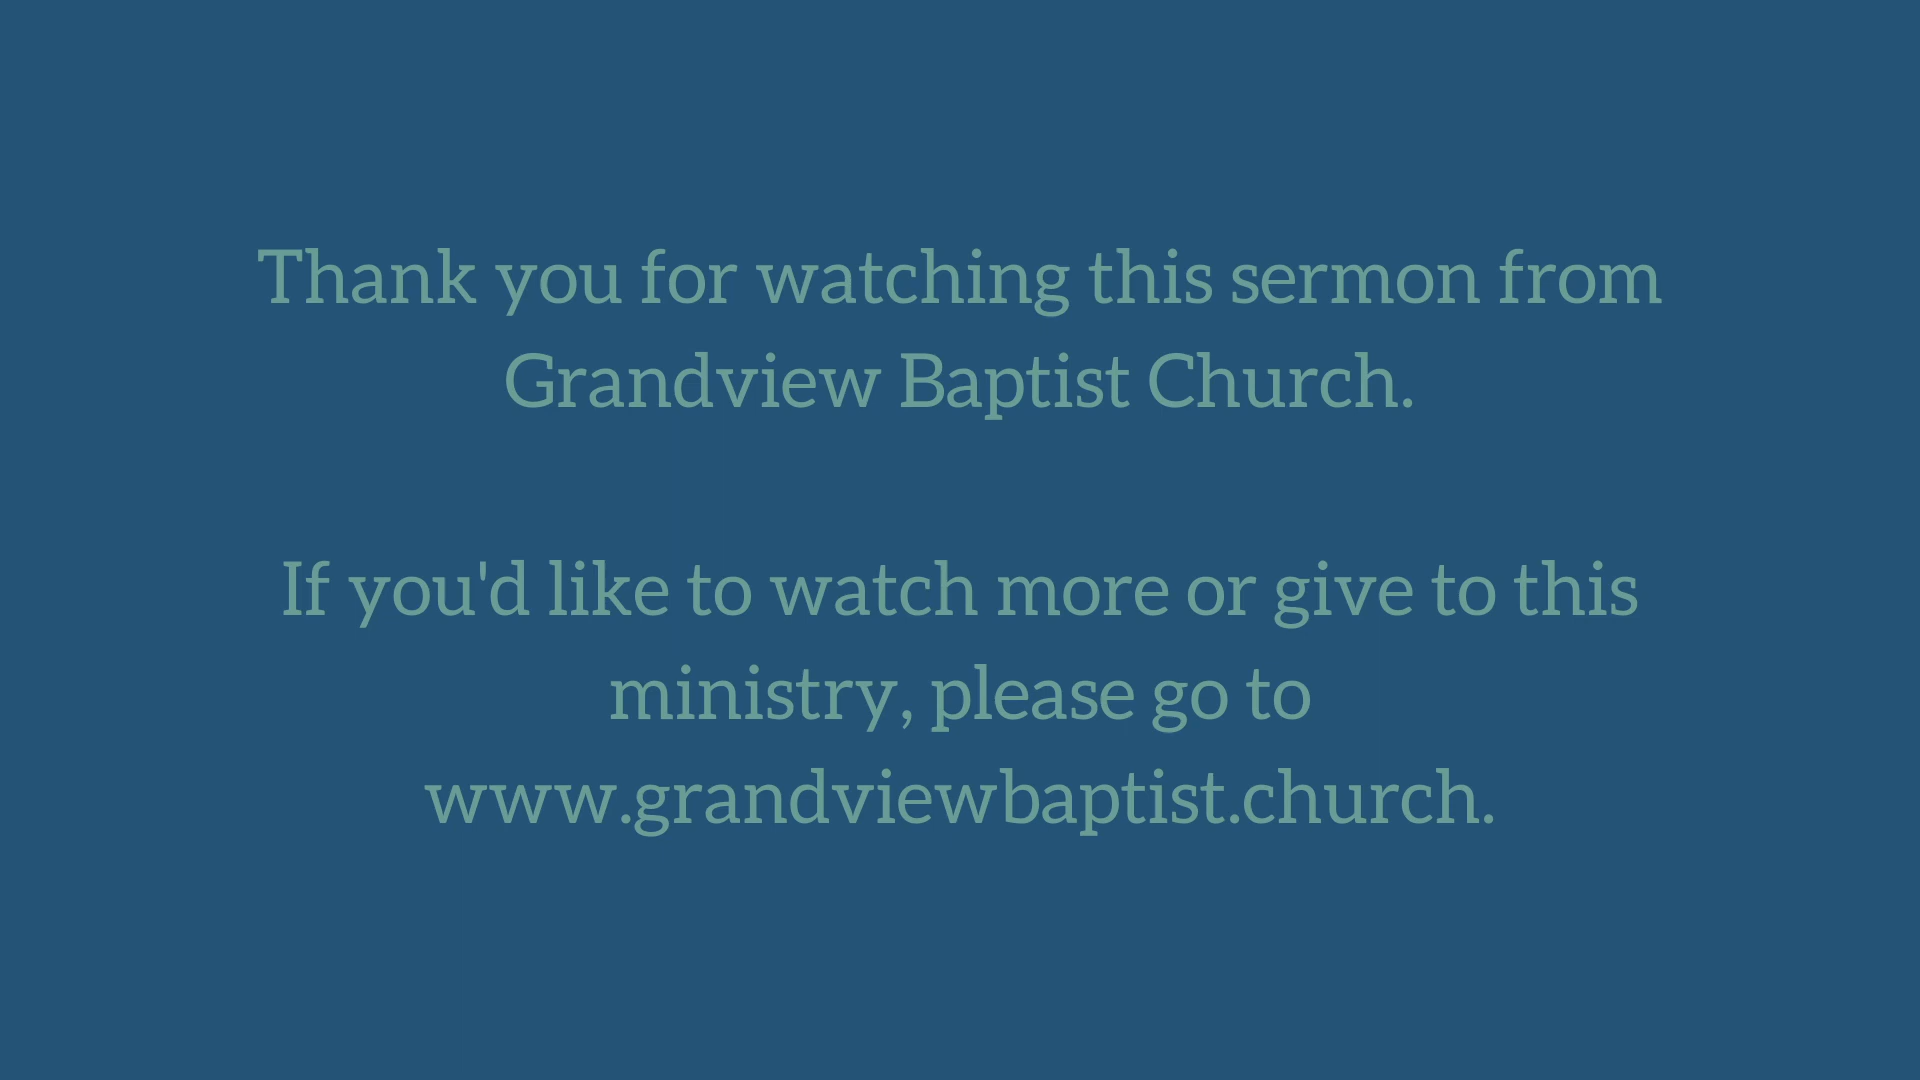 Thank you for watching this sermon from
Grandview Baptist Church.
If you'd like to watch more or give to this
ministry, please go to
www.grandviewbaptist.church.